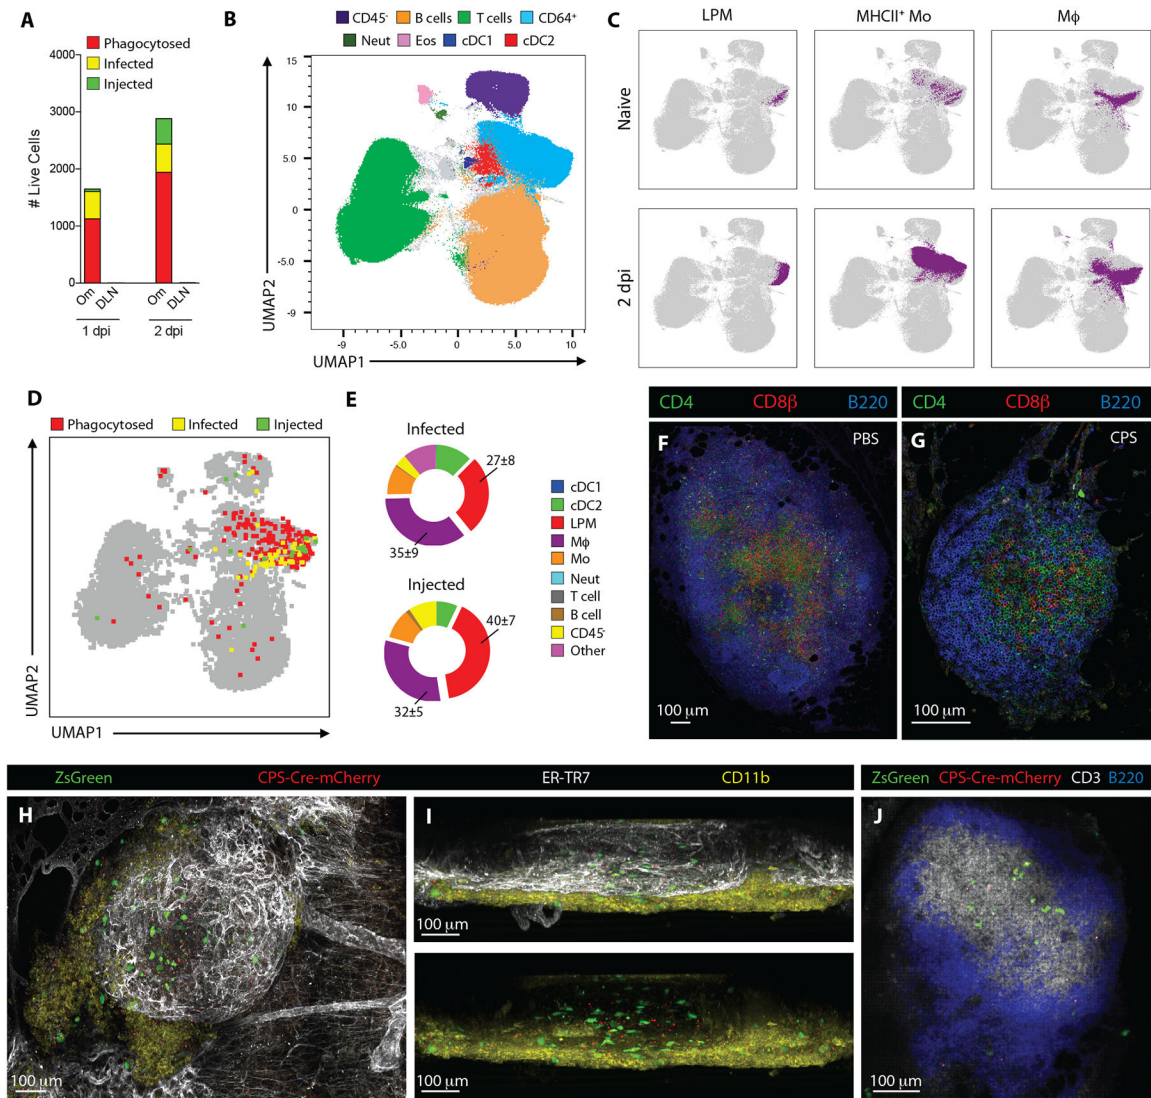 A
# Live Cells
4000
3000
2000
1000
0
Phagocytosed
Infected
Injected
Om
DLN
Om
DLN
1 dpi
2 dpi
B
CD45- B cells T cells CD64+
Neut Eos cDC1 cDC2
UMAP2
15
10
5.0
0
-5.0
-9
-9 -5.0 0 5.0 10
UMAP1
C
LPM MHCII+ Mo Mϕ
Naive
2 dpi
D
Phagocytosed Infected Injected
UMAP2
UMAP1
E
Infected
27±8
35±9
Injected
40±7
32±5
cDC1
cDC2
LPM
Mϕ
Mo
Neut
T cell
B cell
CD45-
Other
CD4 CD8β B220
F PBS
100 μm
CD4 CD8β B220
G CPS
100 μm
ZsGreen CPS-Cre-mCherry ER-TR7 CD11b
H
100 μm
I
100 μm
100 μm
ZsGreen CPS-Cre-mCherry CD3 B220
J
100 μm